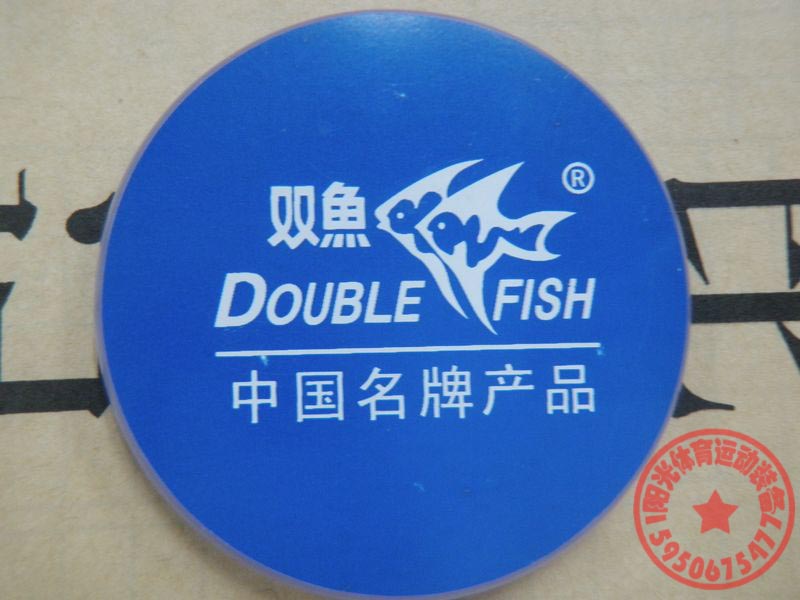 双魚
®
DOUBLE FISH
中国名牌产品
阳光体育运动装备
15950675477